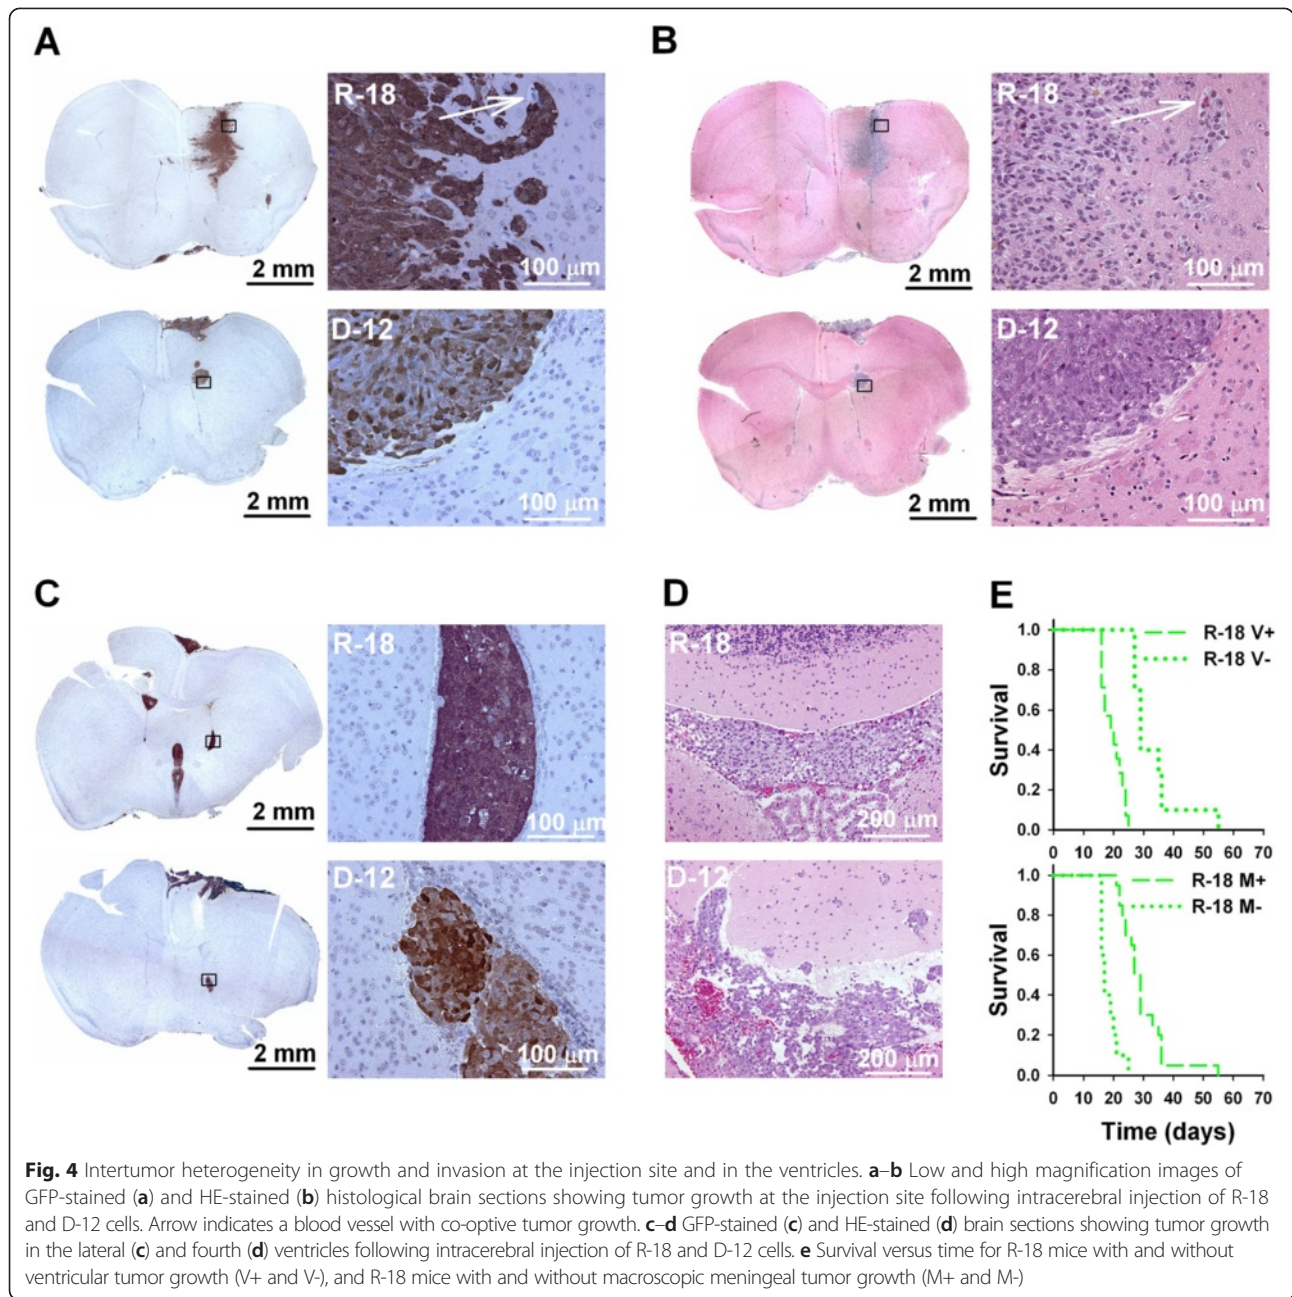 A
B
R-18
2 mm
100 μm
R-18
2 mm
100 μm
D-12
2 mm
100 μm
D-12
2 mm
100 μm
C
D
E
R-18
2 mm
100 μm
R-18
200 μm
D-12
2 mm
100 μm
D-12
200 μm
R-18 V+
R-18 V-
Survival
1.0
0.8
0.6
0.4
0.2
0.0
0 10 20 30 40 50 60 70
R-18 M+
R-18 M-
Survival
1.0
0.8
0.6
0.4
0.2
0.0
0 10 20 30 40 50 60 70
Time (days)
Fig. 4 Intertumor heterogeneity in growth and invasion at the injection site and in the ventricles. a–b Low and high magnification images of
GFP-stained (a) and HE-stained (b) histological brain sections showing tumor growth at the injection site following intracerebral injection of R-18
and D-12 cells. Arrow indicates a blood vessel with co-optive tumor growth. c–d GFP-stained (c) and HE-stained (d) brain sections showing tumor growth
in the lateral (c) and fourth (d) ventricles following intracerebral injection of R-18 and D-12 cells. e Survival versus time for R-18 mice with and without
ventricular tumor growth (V+ and V-), and R-18 mice with and without macroscopic meningeal tumor growth (M+ and M-)